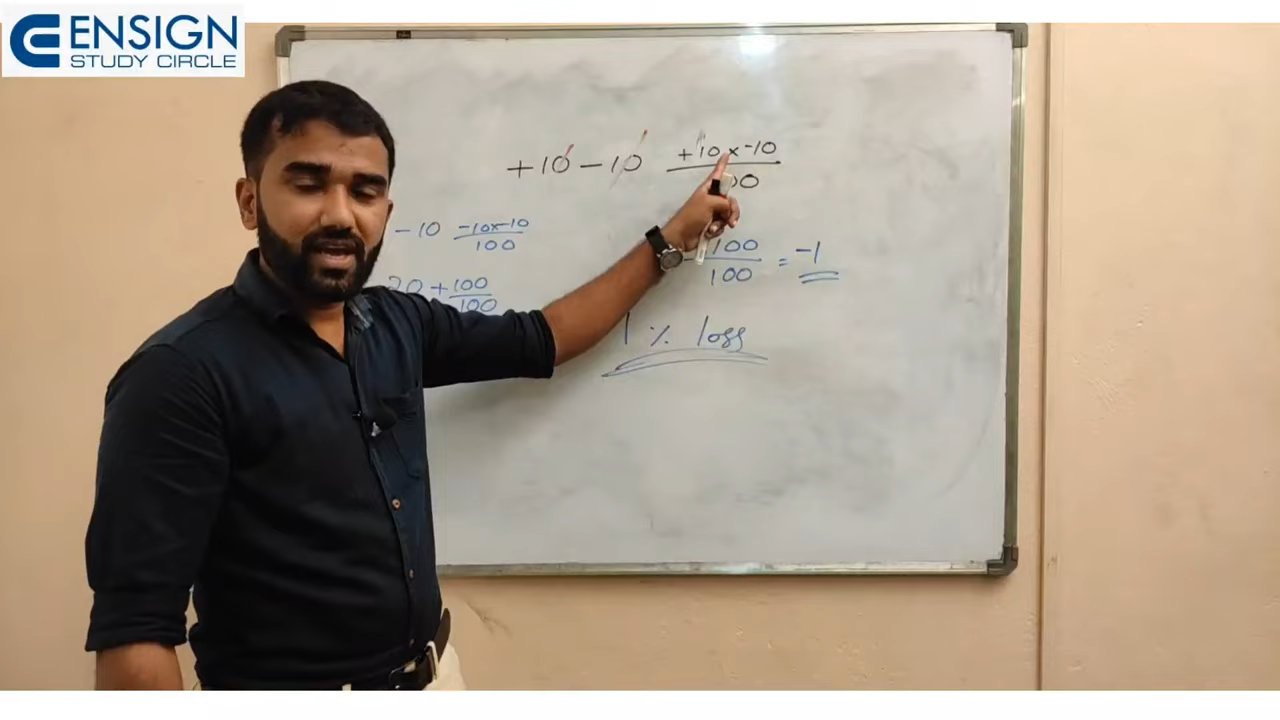 ENSIGN
STUDY CIRCLE
+10 - 10 +10 x -10
00
- 10 -10x-10
100
20 + 100
100
- 100 = -1
100
1 % loss